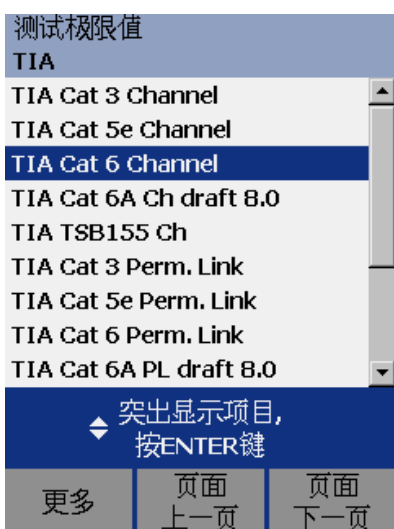 测试极限值
TIA
TIA Cat 3 Channel
TIA Cat 5e Channel
TIA Cat 6 Channel
TIA Cat 6A Ch draft 8.0
TIA TSB155 Ch
TIA Cat 3 Perm. Link
TIA Cat 5e Perm. Link
TIA Cat 6 Perm. Link
TIA Cat 6A PL draft 8.0
突出显示项目,
按ENTER键
更多
页面
上一页
页面
下一页